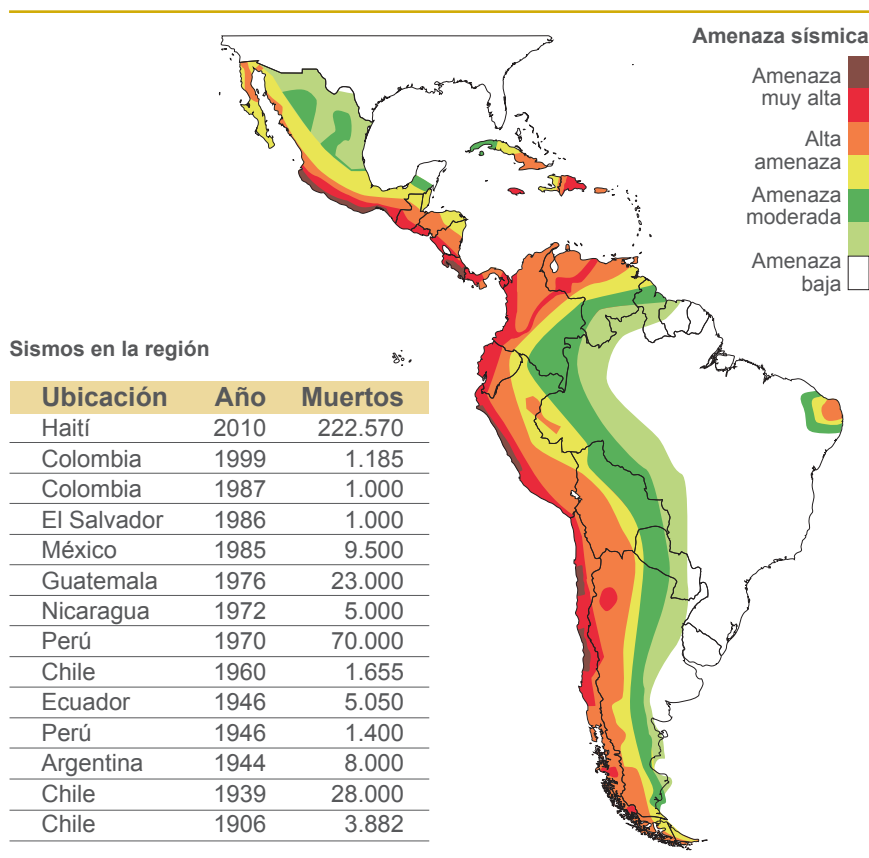 Amenaza sísmica
Amenaza
muy alta
Alta
amenaza
Amenaza
moderada
Amenaza
baja
Sismos en la región
Ubicación Año Muertos
Haití 2010 222.570
Colombia 1999 1.185
Colombia 1987 1.000
El Salvador 1986 1.000
México 1985 9.500
Guatemala 1976 23.000
Nicaragua 1972 5.000
Perú 1970 70.000
Chile 1960 1.655
Ecuador 1946 5.050
Perú 1946 1.400
Argentina 1944 8.000
Chile 1939 28.000
Chile 1906 3.882